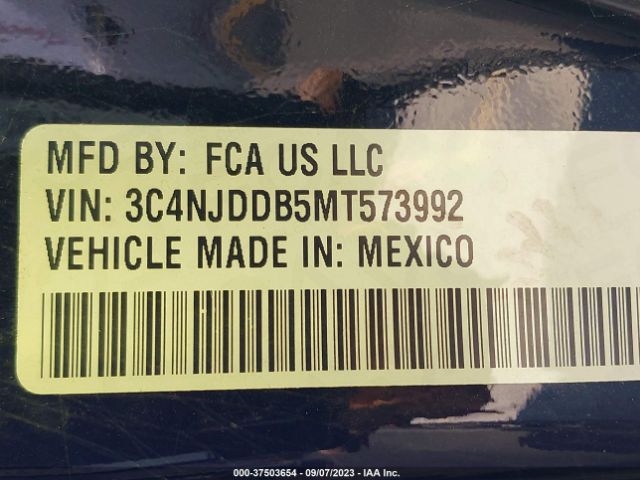 MFD BY: FCA US LLC
VIN: 3C4NJDDB5MT573992
VEHICLE MADE IN: MEXICO
000-37503654 - 09/07/2023 - IAA Inc.